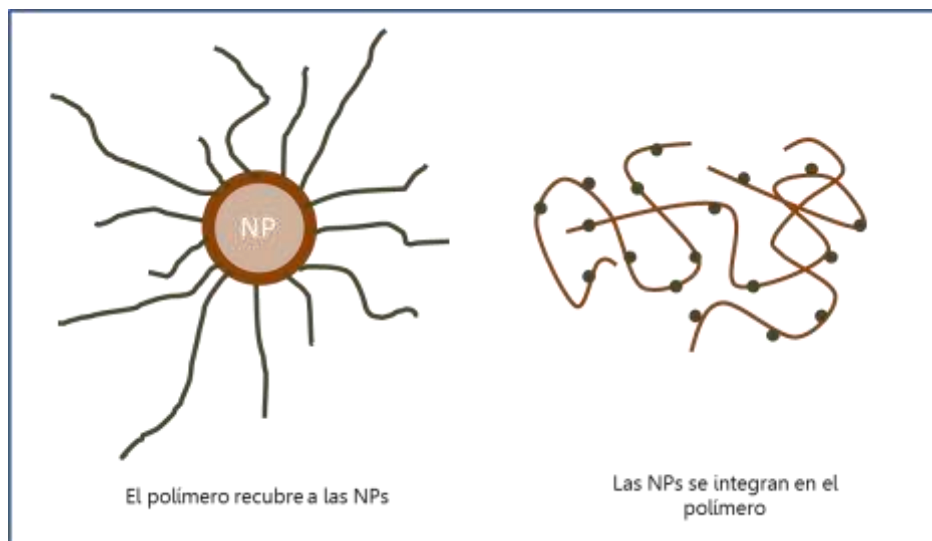 NP
El polímero recubre a las NPs
Las NPs se integran en el
polímero